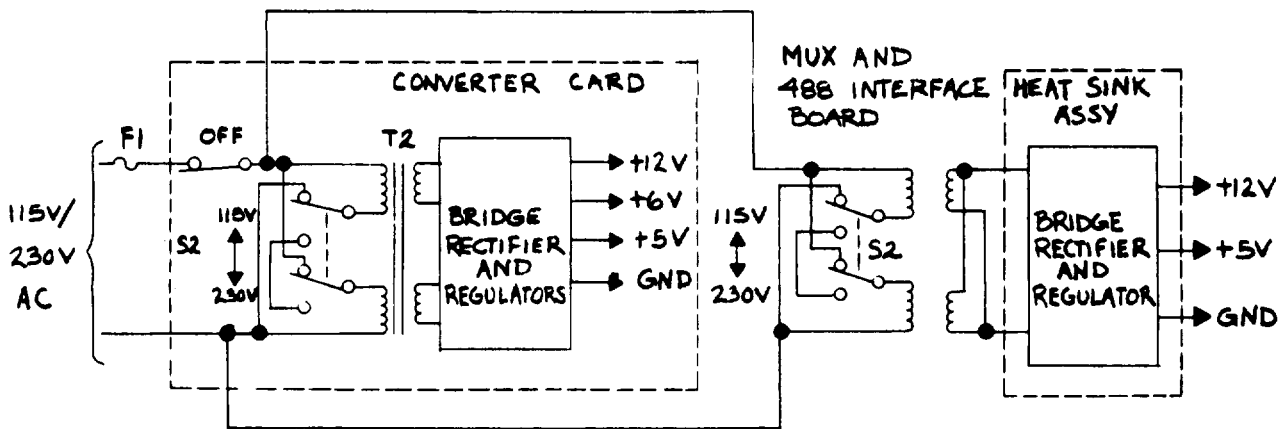 CONVERTER CARD
MUX AND
488 INTERFACE
BOARD
HEAT SINK
ASSY
F1
OFF
T2
115V/
230V
AC
S2
115V
230V
BRIDGE
RECTIFIER
AND
REGULATORS
+12V
+6V
+5V
GND
115V
230V
S2
BRIDGE
RECTIFIER
AND
REGULATOR
+12V
+5V
GND